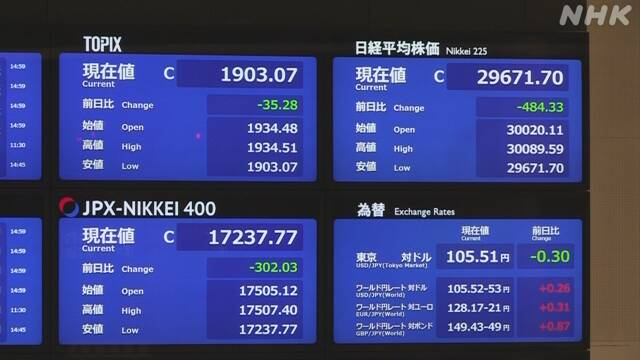 NHK
14:59
14:59
14:59
14:59
11:30
14:45
TOPIX
現在値 Current C 1903.07
前日比 Change -35.28
始値 Open 1934.48
高値 High 1934.51
安値 Low 1903.07
日経平均株価 Nikkei 225
現在値 Current C 29671.70
前日比 Change -484.33
始値 Open 30020.11
高値 High 30089.59
安値 Low 29671.70
14:59
14:59
14:59
14:59
11:30
14:45
JPX-NIKKEI 400
現在値 Current C 17237.77
前日比 Change -302.03
始値 Open 17505.12
高値 High 17507.40
安値 Low 17237.77
為替 Exchange Rates
現在値 前日比
Current Change
東京 対ドル 105.51円 -0.30
USD/JPY(Tokyo Market)
ワールド円レート 対ドル 105.52-53円 +0.26
USD/JPY(World)
ワールド円レート 対ユーロ 128.17-21円 +0.31
EUR/JPY(World)
ワールド円レート 対ポンド 149.43-49円 +0.87
GBP/JPY(World)